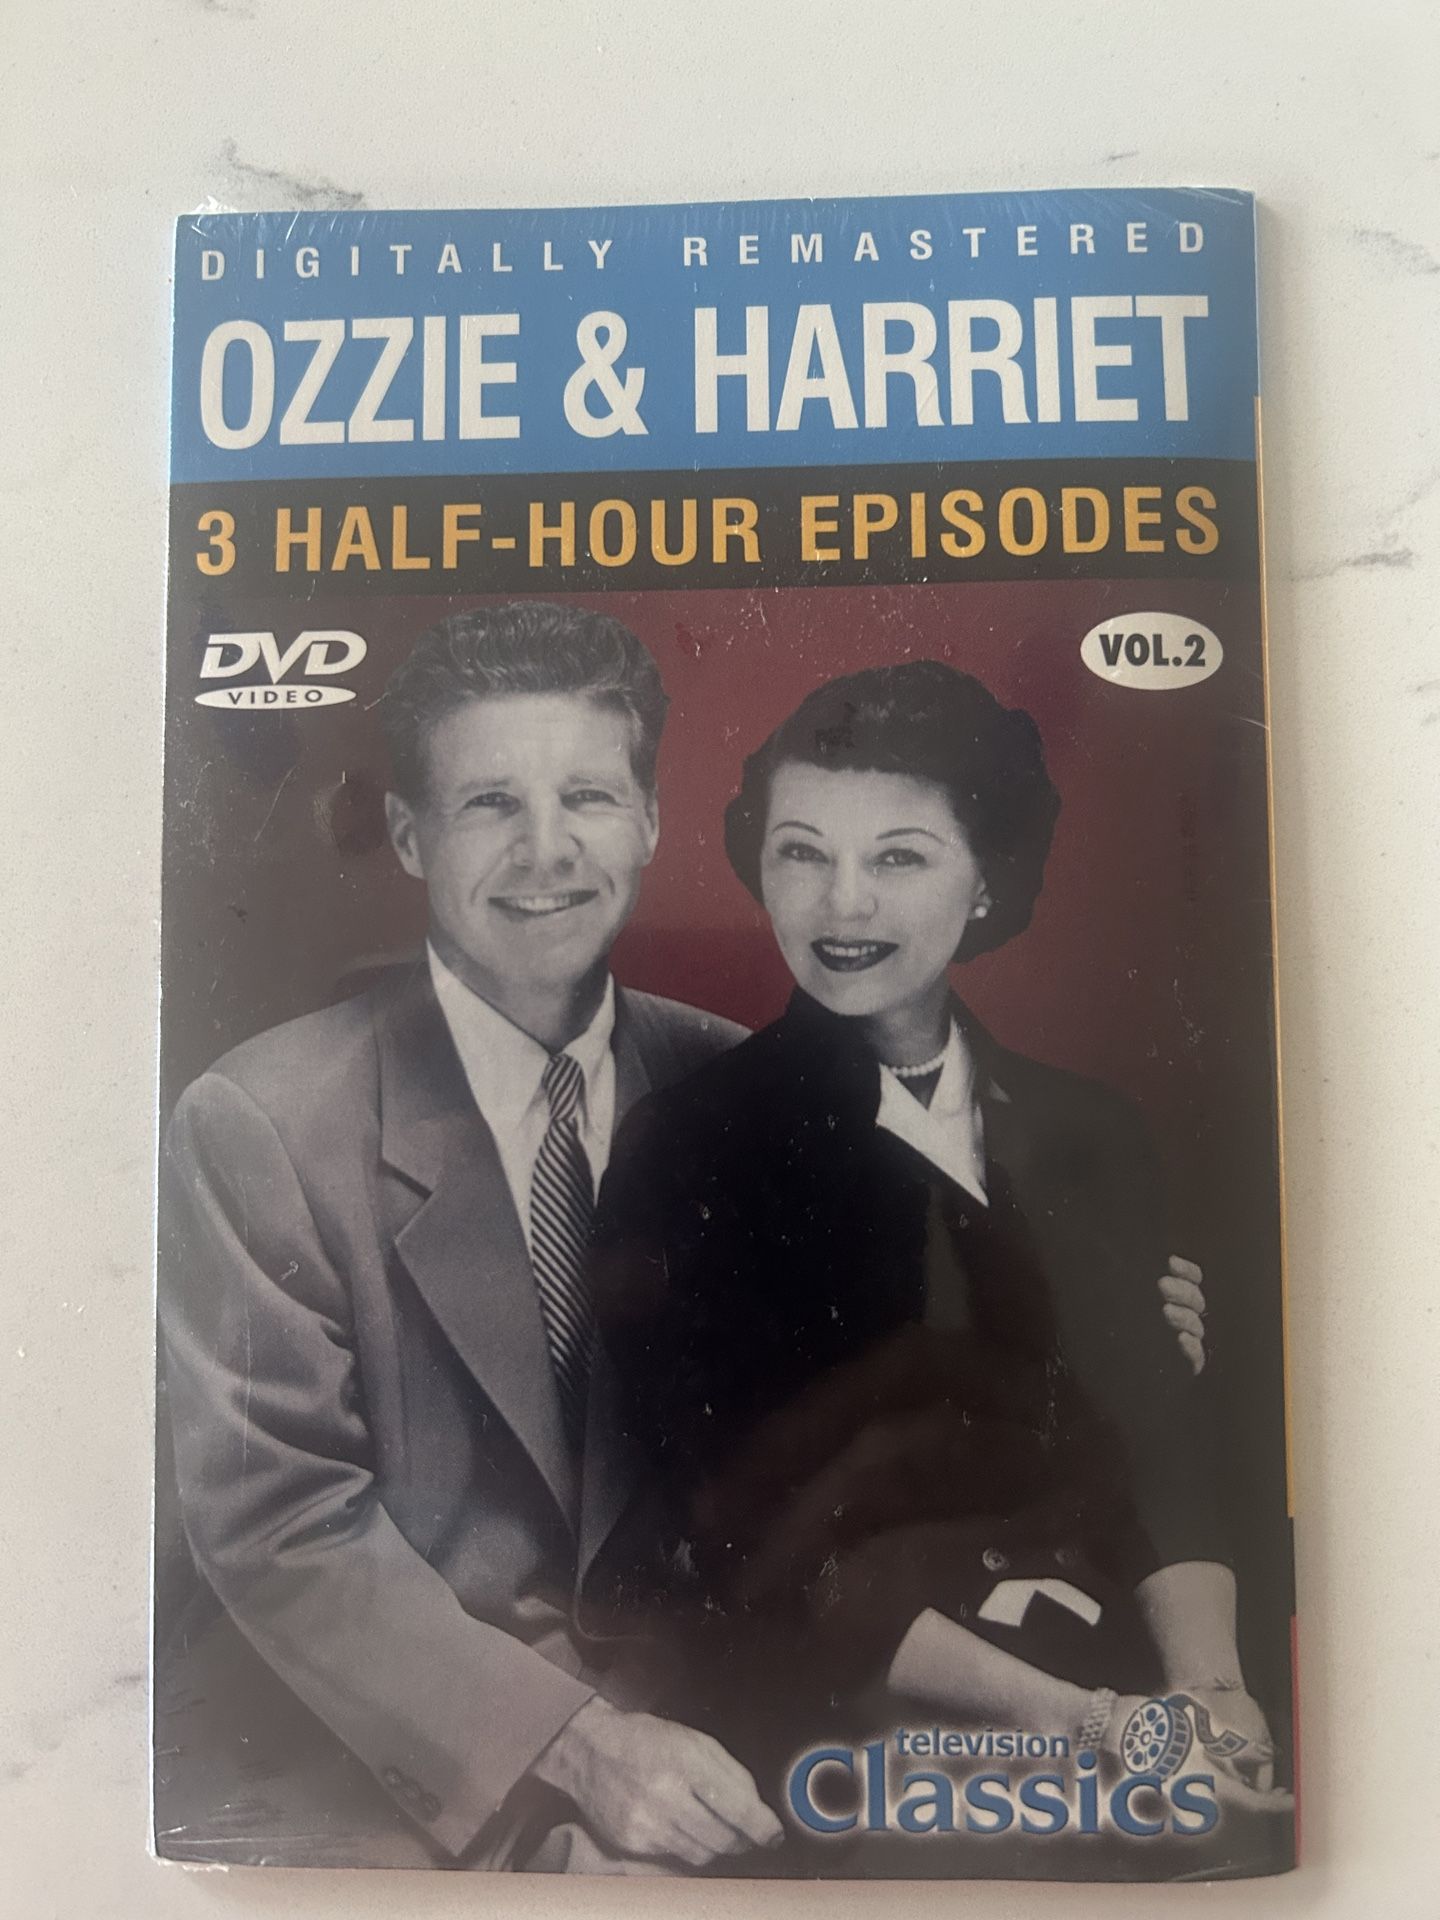 DIGITALLY REMASTERED
OZZIE & HARRIET
3 HALF-HOUR EPISODES
DVD
VIDEO
VOL.2
television
Classics